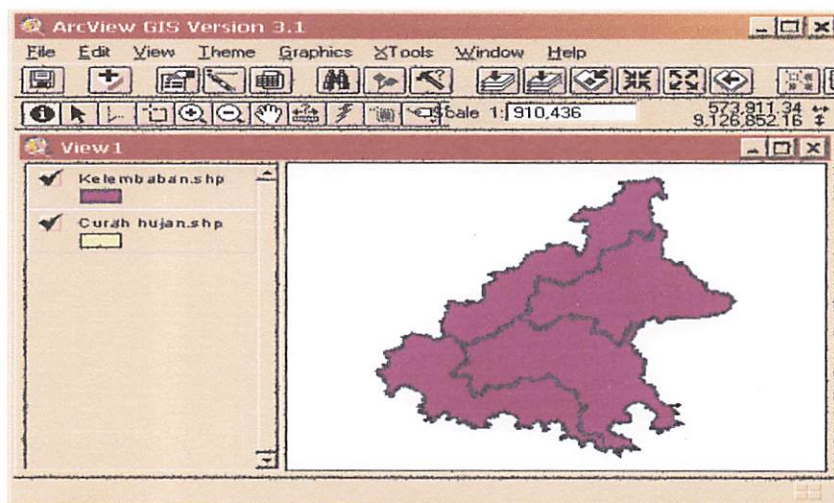 ArcView GIS Version 3.1
File Edit View Theme Graphics XTools Window Help
Scale 1: 910,436 573,911.34
9,126,852.16
View1
Kelembaban.shp
Curah hujan.shp